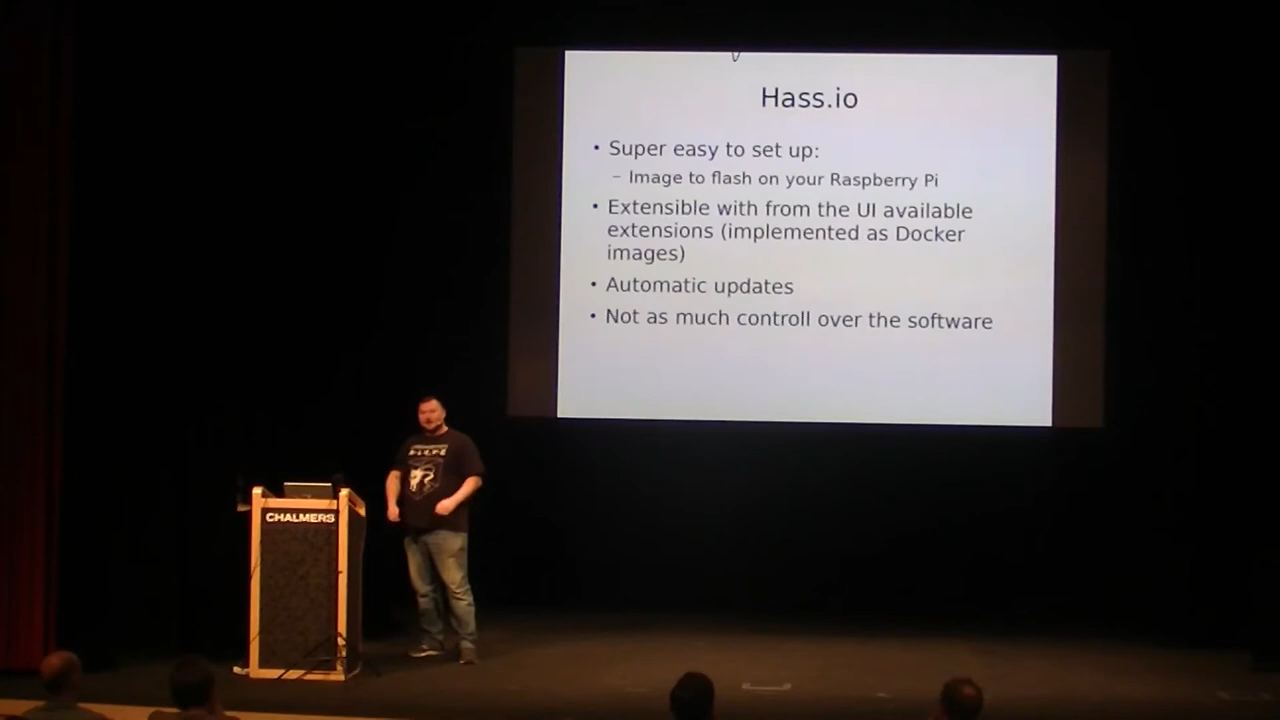 Hass.io
• Super easy to set up:
– Image to flash on your Raspberry Pi
• Extensible with from the UI available
extensions (implemented as Docker
images)
• Automatic updates
• Not as much controll over the software
CHALMERS